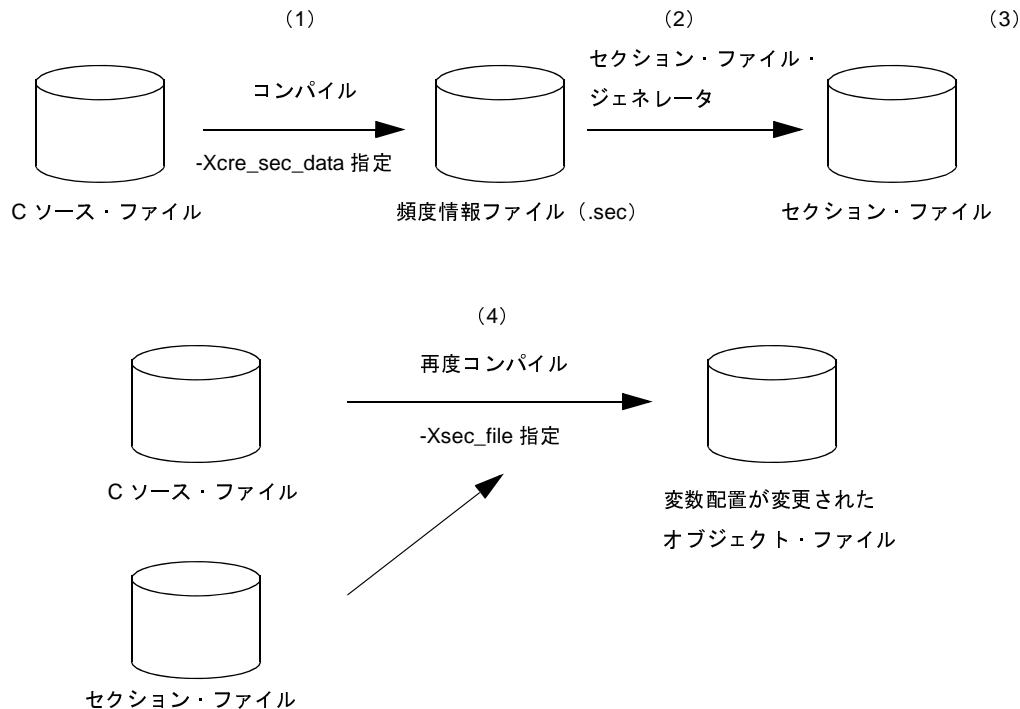 (1)
(2)
(3)
コンパイル
-Xcre_sec_data 指定
セクション・ファイル・
ジェネレータ
C ソース・ファイル
頻度情報ファイル（.sec）
セクション・ファイル
(4)
再度コンパイル
-Xsec_file 指定
C ソース・ファイル
変数配置が変更された
オブジェクト・ファイル
セクション・ファイル